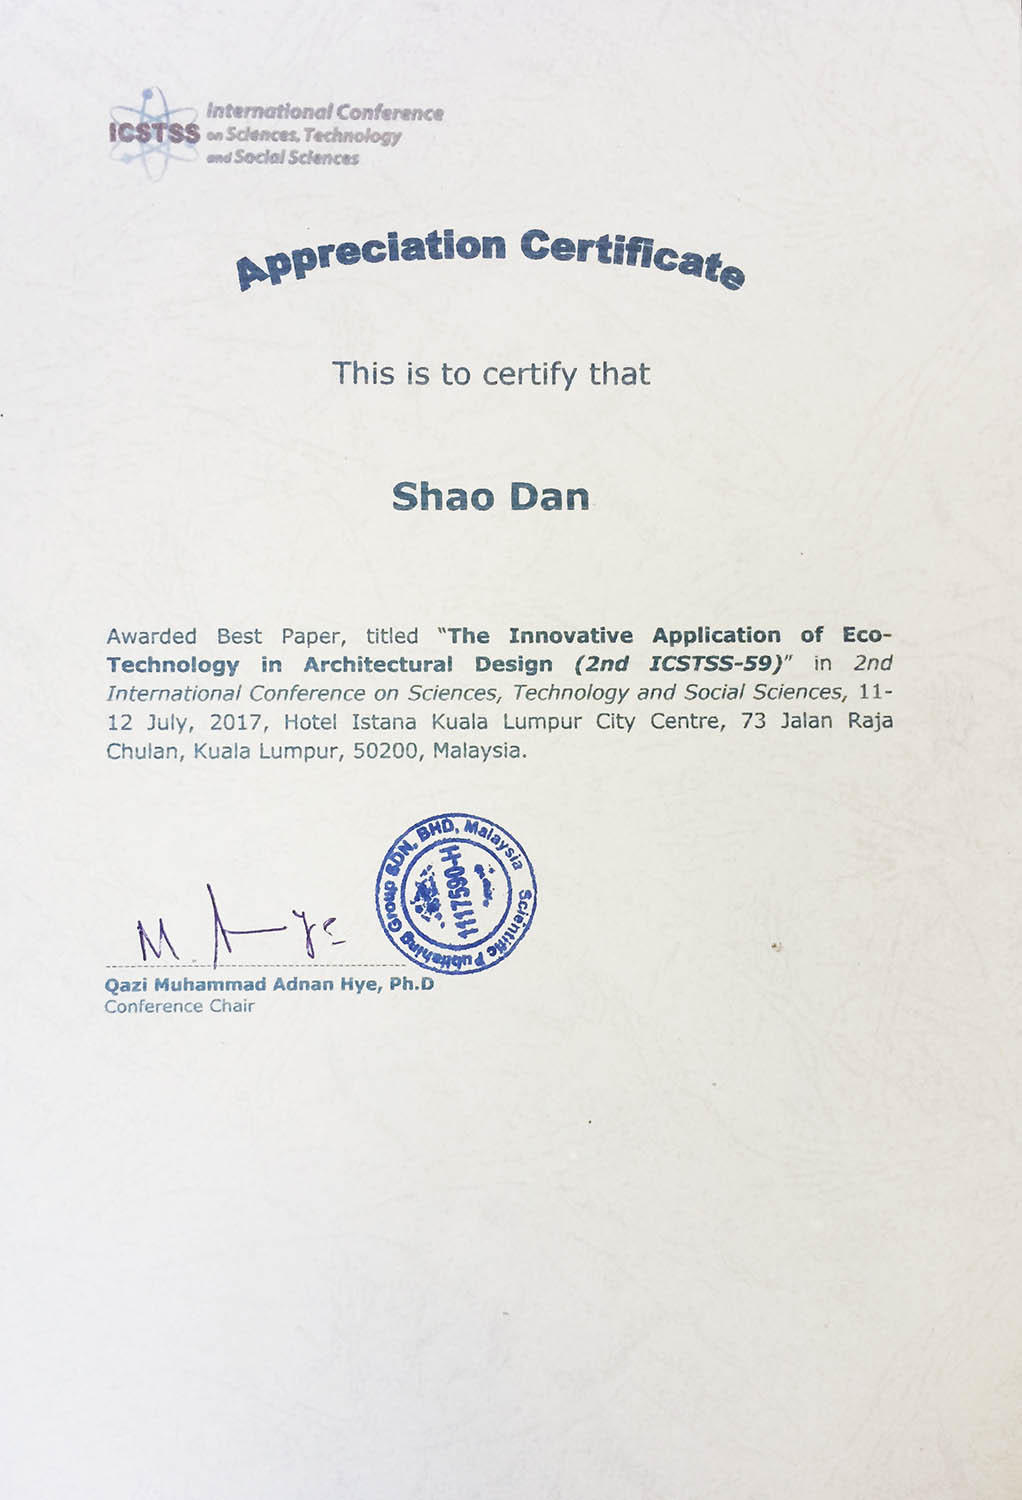 ICSTSS
International Conference
on Sciences, Technology
and Social Sciences
Appreciation Certificate
This is to certify that
Shao Dan
Awarded Best Paper, titled “The Innovative Application of Eco-
Technology in Architectural Design (2nd ICSTSS-59)” in 2nd
International Conference on Sciences, Technology and Social Sciences, 11-
12 July, 2017, Hotel Istana Kuala Lumpur City Centre, 73 Jalan Raja
Chulan, Kuala Lumpur, 50200, Malaysia.
Scientific Publishing Group SDN, BHD, Malaysia
1117590-H
Qazi Muhammad Adnan Hye, Ph.D
Conference Chair